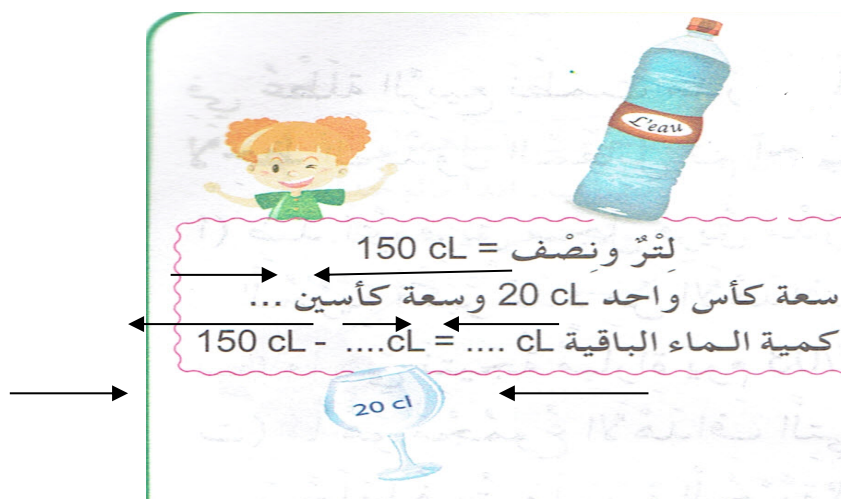 L'eau
لِتْرٌ ونِصْف = 150 cL
سعة كأس واحد 20 cL وسعة كأسين ...
كمية الماء الباقية 150 cL - ....cL = .... cL
20 cl